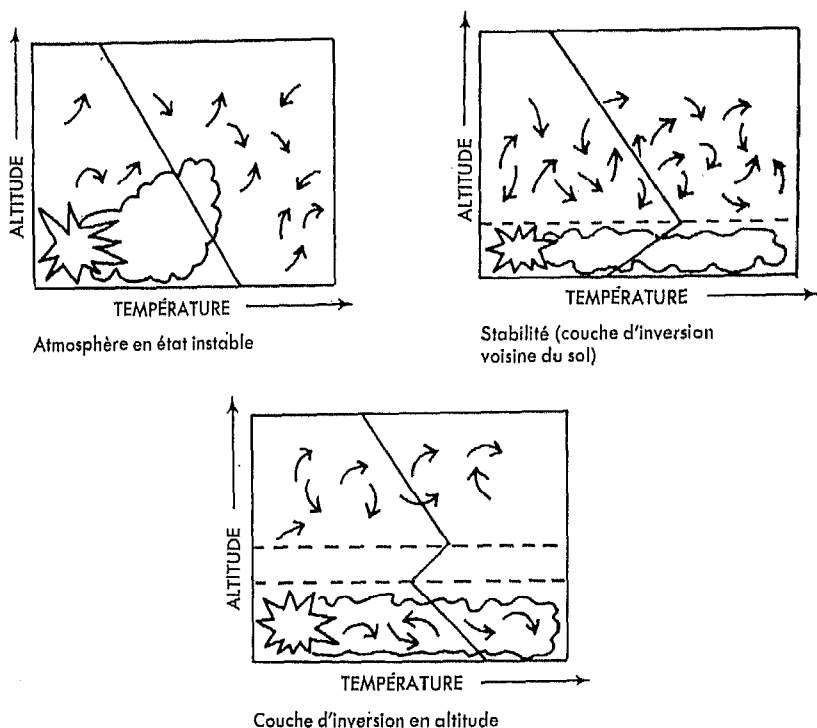 ALTITUDE
TEMPÉRATURE
Atmosphère en état instable
ALTITUDE
TEMPÉRATURE
Stabilité (couche d'inversion
voisine du sol)
ALTITUDE
TEMPÉRATURE
Couche d'inversion en altitude